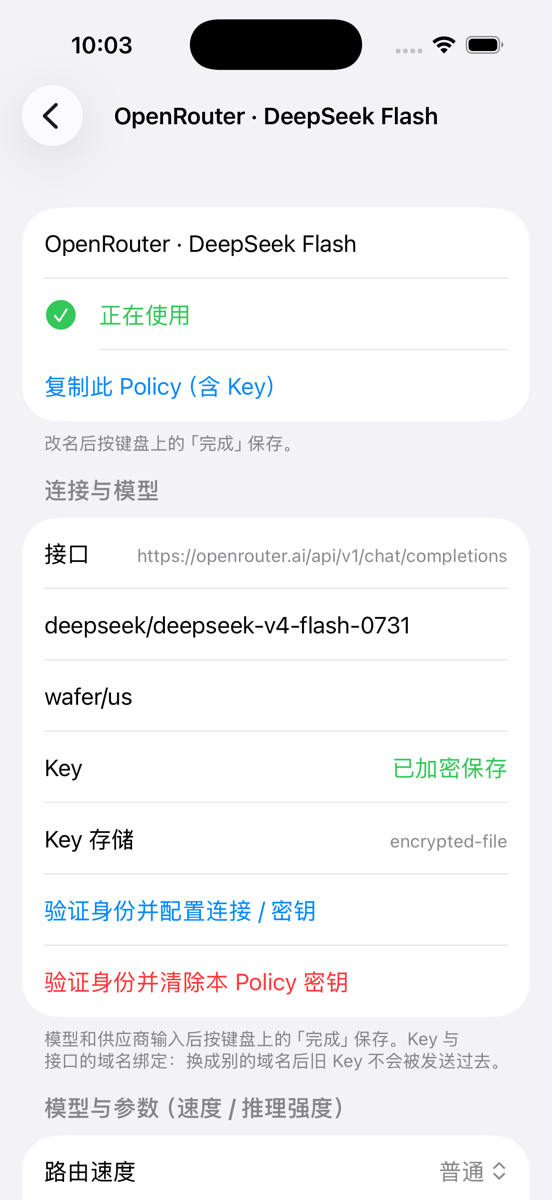 10:03
OpenRouter · DeepSeek Flash
OpenRouter · DeepSeek Flash
正在使用
复制此 Policy（含 Key）
改名后按键盘上的「完成」保存。
连接与模型
接口 https://openrouter.ai/api/v1/chat/completions
deepseek/deepseek-v4-flash-0731
wafer/us
Key 已加密保存
Key 存储 encrypted-file
验证身份并配置连接 / 密钥
验证身份并清除本 Policy 密钥
模型和供应商输入后按键盘上的「完成」保存。Key 与
接口的域名绑定：换成别的域名后旧 Key 不会被发送过去。
模型与参数（速度 / 推理强度）
路由速度 普通